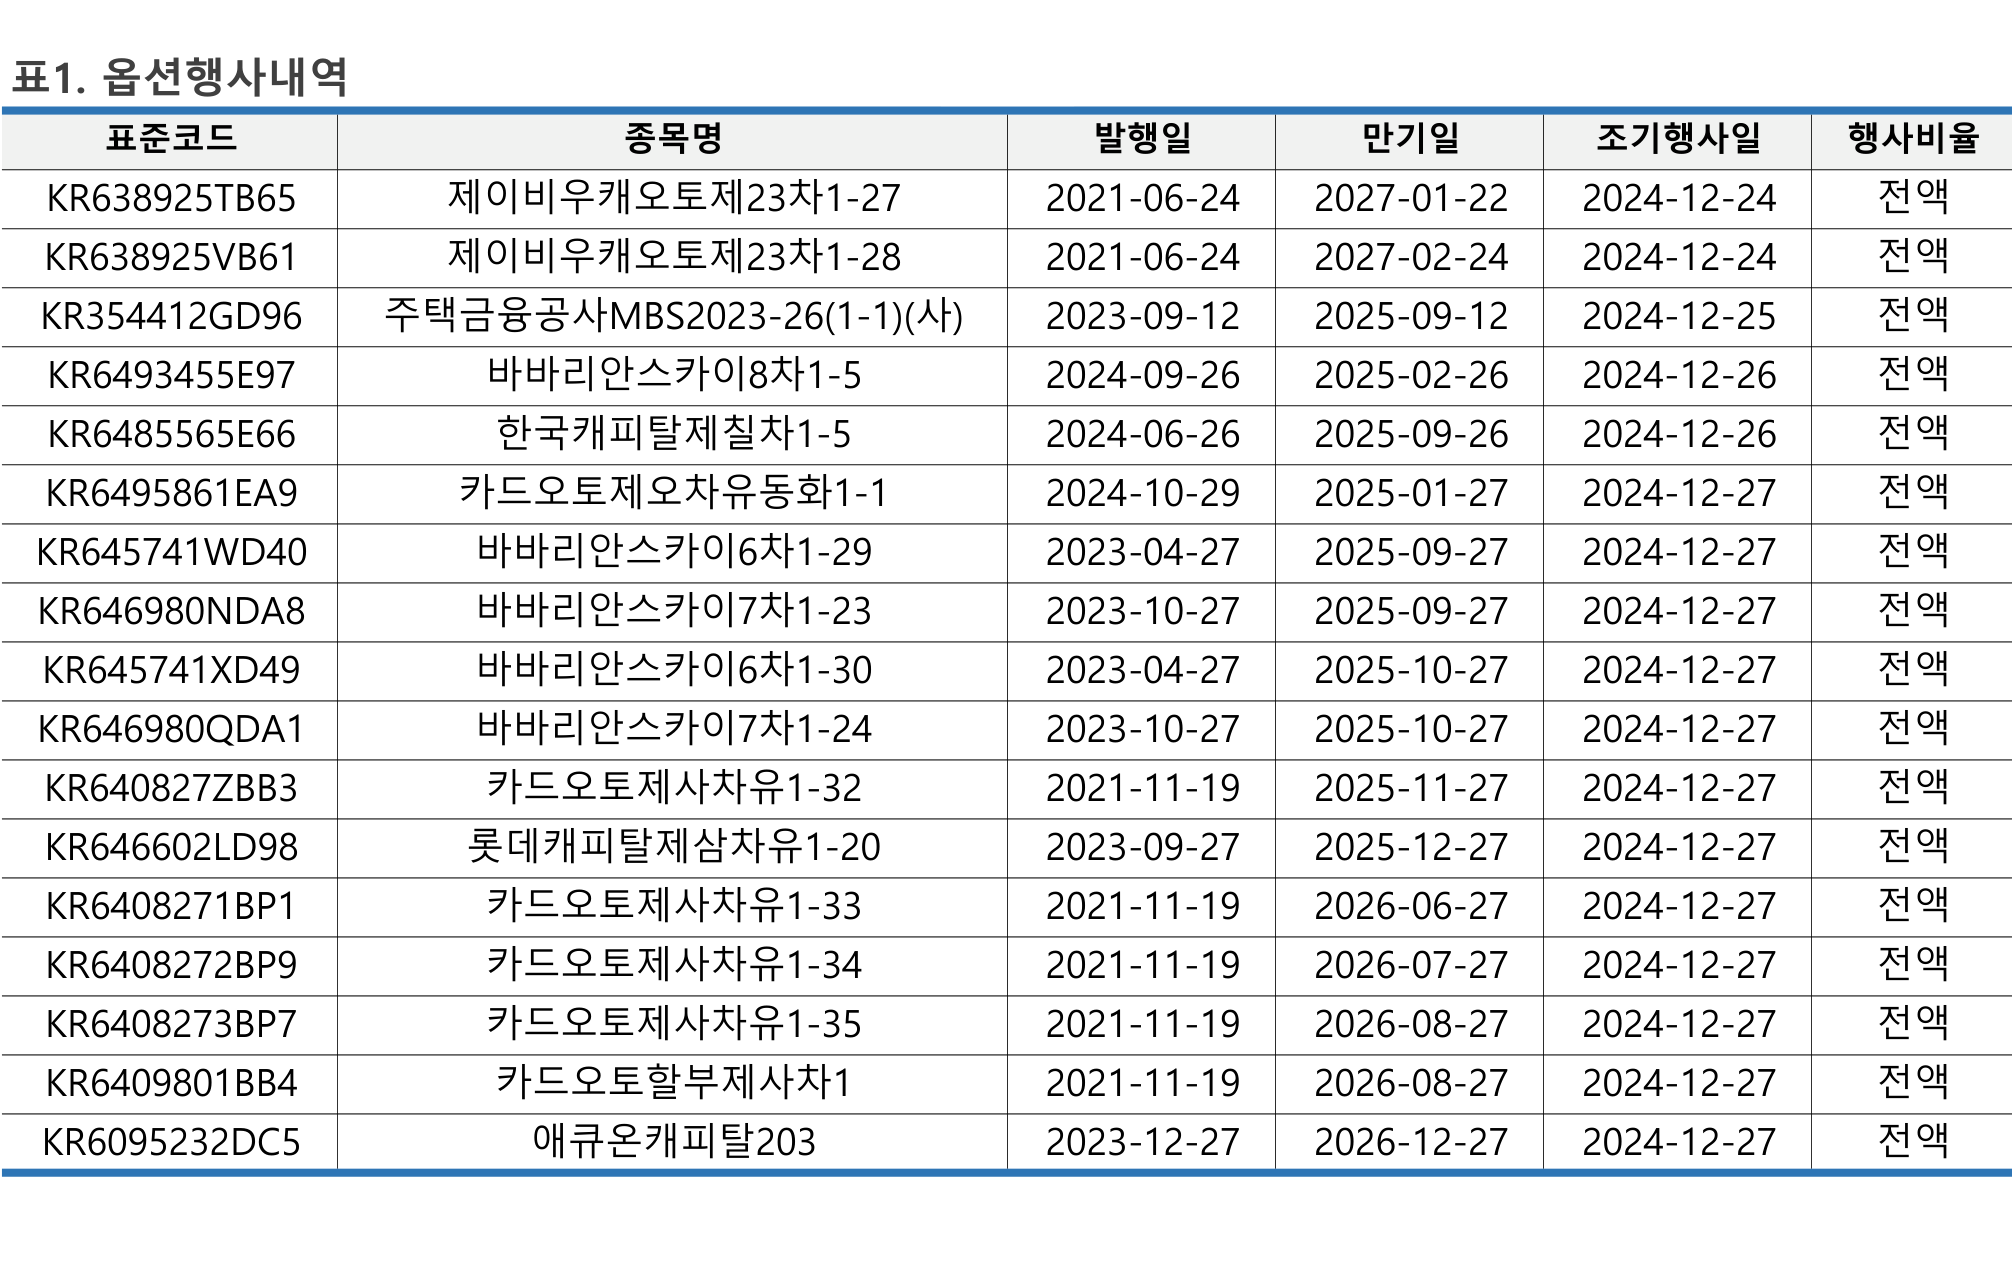 표1. 옵션행사내역
표준코드 종목명 발행일 만기일 조기행사일 행사비율
KR638925TB65 제이비우캐오토제23차1-27 2021-06-24 2027-01-22 2024-12-24 전액
KR638925VB61 제이비우캐오토제23차1-28 2021-06-24 2027-02-24 2024-12-24 전액
KR354412GD96 주택금융공사MBS2023-26(1-1)(사) 2023-09-12 2025-09-12 2024-12-25 전액
KR6493455E97 바바리안스카이8차1-5 2024-09-26 2025-02-26 2024-12-26 전액
KR6485565E66 한국캐피탈제칠차1-5 2024-06-26 2025-09-26 2024-12-26 전액
KR6495861EA9 카드오토제오차유동화1-1 2024-10-29 2025-01-27 2024-12-27 전액
KR645741WD40 바바리안스카이6차1-29 2023-04-27 2025-09-27 2024-12-27 전액
KR646980NDA8 바바리안스카이7차1-23 2023-10-27 2025-09-27 2024-12-27 전액
KR645741XD49 바바리안스카이6차1-30 2023-04-27 2025-10-27 2024-12-27 전액
KR646980QDA1 바바리안스카이7차1-24 2023-10-27 2025-10-27 2024-12-27 전액
KR640827ZBB3 카드오토제사차유1-32 2021-11-19 2025-11-27 2024-12-27 전액
KR646602LD98 롯데캐피탈제삼차유1-20 2023-09-27 2025-12-27 2024-12-27 전액
KR6408271BP1 카드오토제사차유1-33 2021-11-19 2026-06-27 2024-12-27 전액
KR6408272BP9 카드오토제사차유1-34 2021-11-19 2026-07-27 2024-12-27 전액
KR6408273BP7 카드오토제사차유1-35 2021-11-19 2026-08-27 2024-12-27 전액
KR6409801BB4 카드오토할부제사차1 2021-11-19 2026-08-27 2024-12-27 전액
KR6095232DC5 애큐온캐피탈203 2023-12-27 2026-12-27 2024-12-27 전액